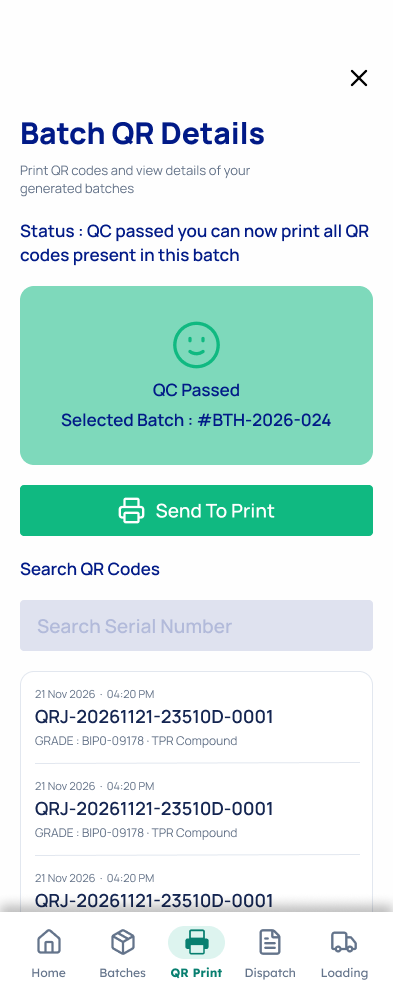 Batch QR Details
Print QR codes and view details of your
generated batches
Status : QC passed you can now print all QR
codes present in this batch
QC Passed
Selected Batch : #BTH-2026-024
Send To Print
Search QR Codes
Search Serial Number
21 Nov 2026 · 04:20 PM
QRJ-20261121-23510D-0001
GRADE : BIP0-09178 · TPR Compound
21 Nov 2026 · 04:20 PM
QRJ-20261121-23510D-0001
GRADE : BIP0-09178 · TPR Compound
21 Nov 2026 · 04:20 PM
QRJ-20261121-23510D-0001
Home Batches QR Print Dispatch Loading